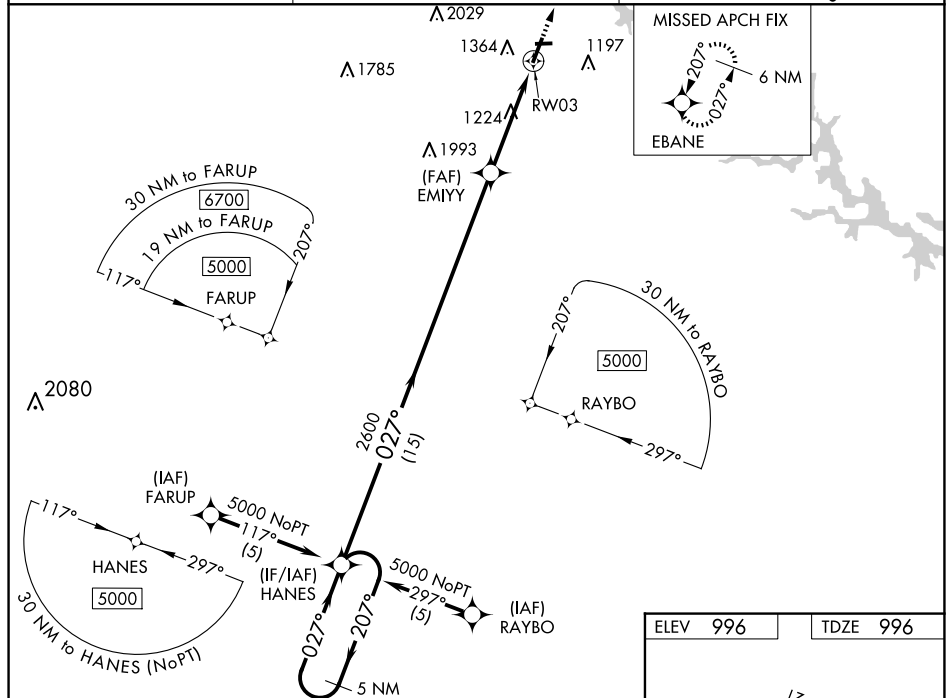 2029
1364
1197
1785
RW03
1224
1993
(FAF)
EMIYY
MISSED APCH FIX
207°
6 NM
027°
EBANE
30 NM to FARUP
6700
19 NM to FARUP
207°
5000
117°
FARUP
30 NM to RAYBO
207°
5000
RAYBO
297°
2080
2600
027°
(15)
(IAF)
FARUP
5000 NoPT
117°
(5)
117°
HANES
297°
5000
30 NM to HANES (NoPT)
(IF/IAF)
HANES
5000 NoPT
297°
(5)
(IAF)
RAYBO
027°
207°
5 NM
ELEV 996
TDZE 996